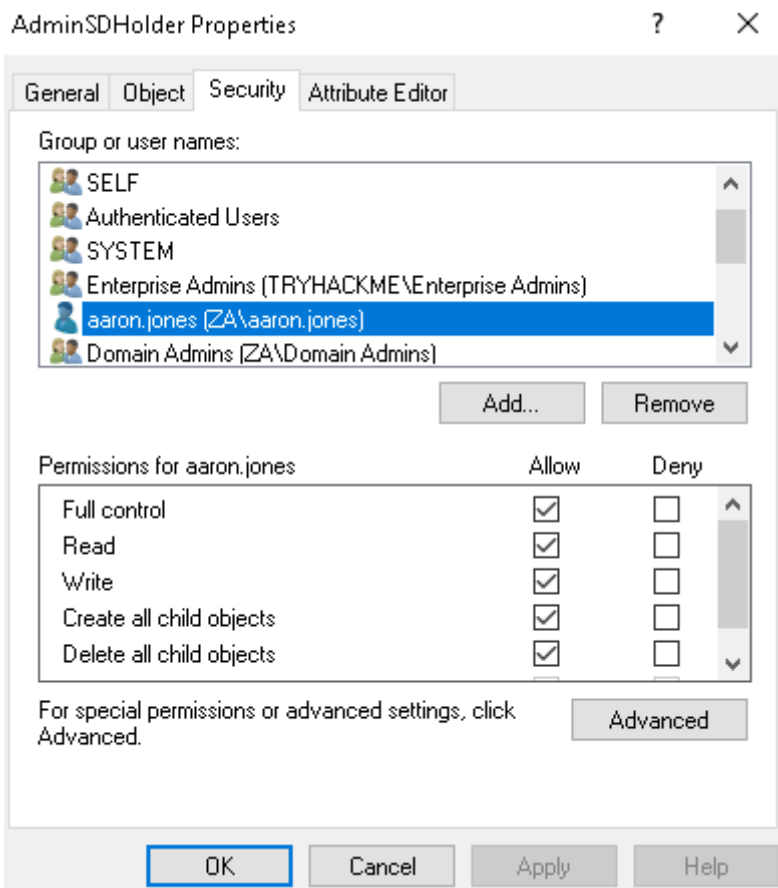 AdminSDHolder Properties ? ×
General Object Security Attribute Editor
Group or user names:
SELF
Authenticated Users
SYSTEM
Enterprise Admins (TRYHACKME\Enterprise Admins)
aaron.jones (ZA\aaron.jones)
Domain Admins (ZA\Domain Admins)
Add... Remove
Permissions for aaron.jones Allow Deny
Full control
Read
Write
Create all child objects
Delete all child objects
For special permissions or advanced settings, click Advanced
Advanced.
OK Cancel Apply Help